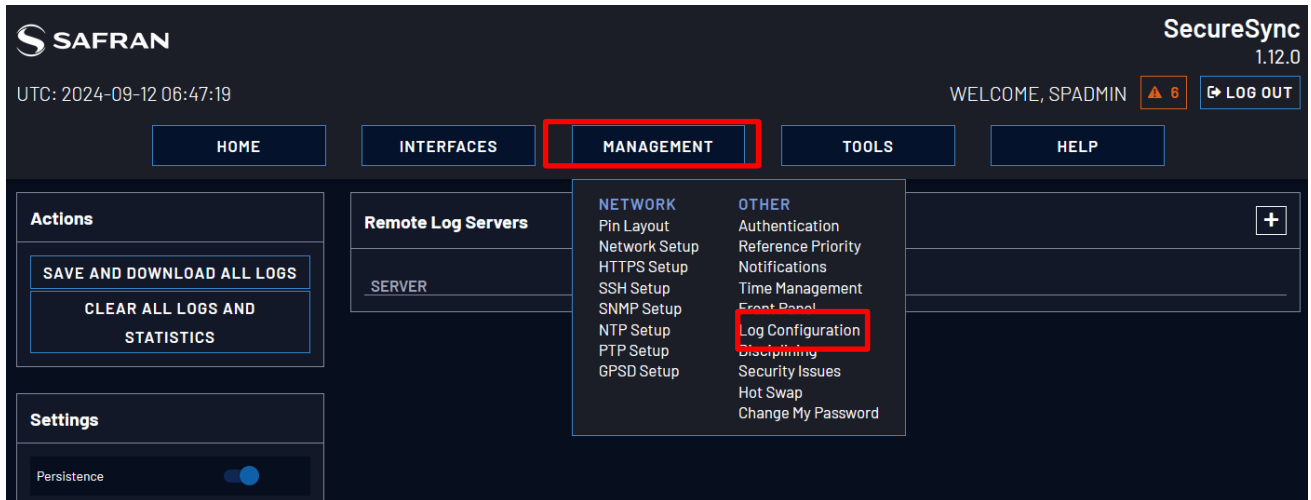 SAFRAN
SecureSync
1.12.0
UTC: 2024-09-12 06:47:19
WELCOME, SPADMIN
6
LOG OUT
HOME
INTERFACES
MANAGEMENT
TOOLS
HELP
Actions
SAVE AND DOWNLOAD ALL LOGS
CLEAR ALL LOGS AND
STATISTICS
Settings
Persistence
Remote Log Servers
+
SERVER
NETWORK
Pin Layout
Network Setup
HTTPS Setup
SSH Setup
SNMP Setup
NTP Setup
PTP Setup
GPSD Setup
OTHER
Authentication
Reference Priority
Notifications
Time Management
Front Panel
Log Configuration
Disciplining
Security Issues
Hot Swap
Change My Password